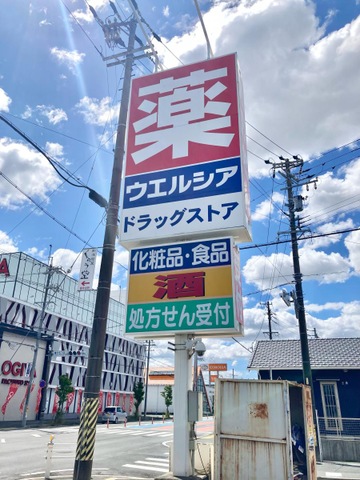 薬
ウエルシア
ドラッグストア
化粧品・食品
酒
処方せん受付
OGI